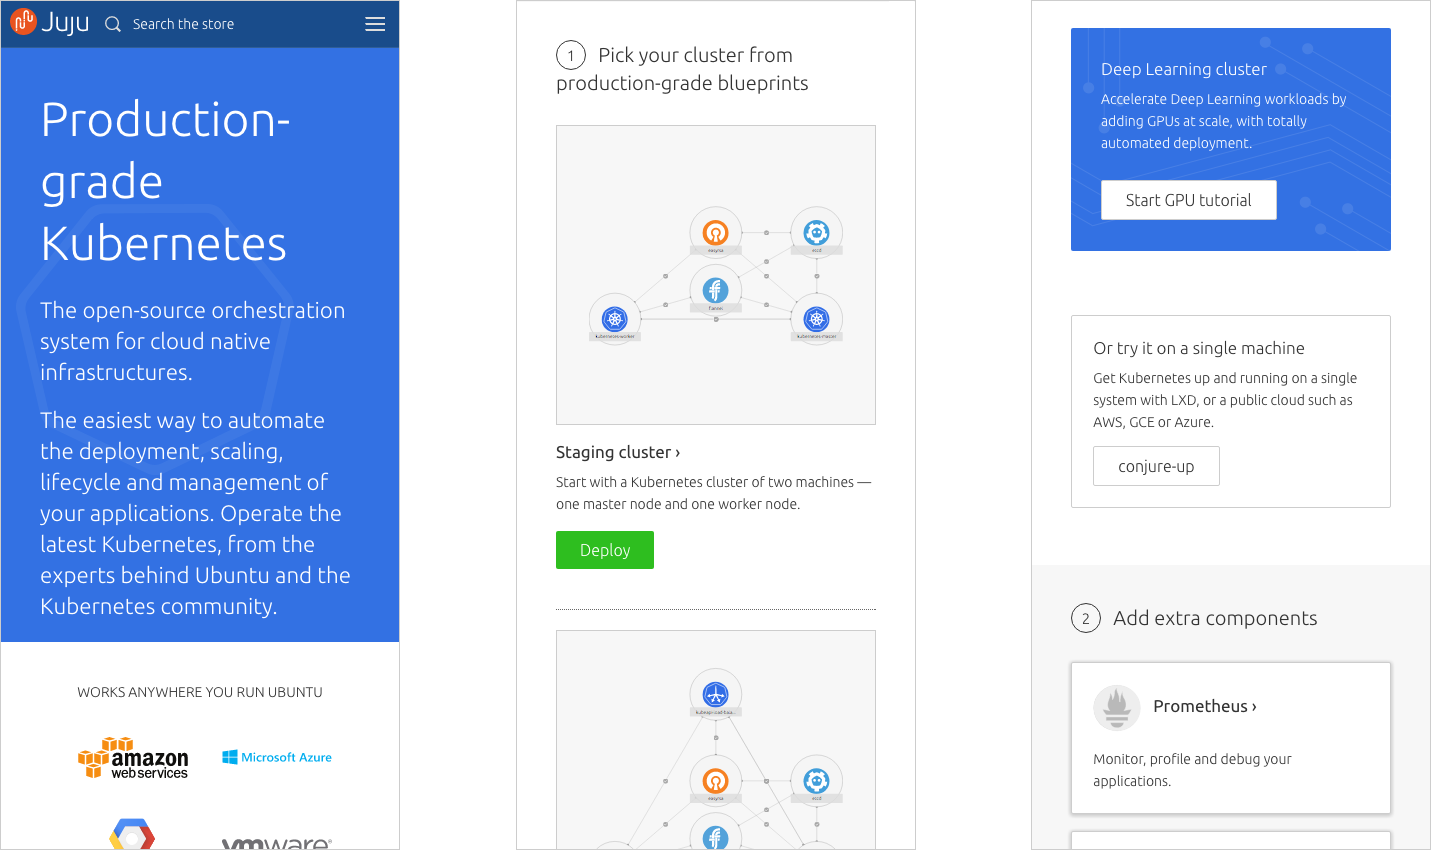 Juju
Search the store
Production-
grade
Kubernetes
The open-source orchestration
system for cloud native
infrastructures.
The easiest way to automate
the deployment, scaling,
lifecycle and management of
your applications. Operate the
latest Kubernetes, from the
experts behind Ubuntu and the
Kubernetes community.
WORKS ANYWHERE YOU RUN UBUNTU
amazon
web services
Microsoft Azure
vmware
1 Pick your cluster from
production-grade blueprints
easyrsa
etcd
flannel
kubernetes-worker
kubernetes-master
Staging cluster ›
Start with a Kubernetes cluster of two machines —
one master node and one worker node.
Deploy
easyrsa
etcd
Deep Learning cluster
Accelerate Deep Learning workloads by
adding GPUs at scale, with totally
automated deployment.
Start GPU tutorial
Or try it on a single machine
Get Kubernetes up and running on a single
system with LXD, or a public cloud such as
AWS, GCE or Azure.
conjure-up
2 Add extra components
Prometheus ›
Monitor, profile and debug your
applications.